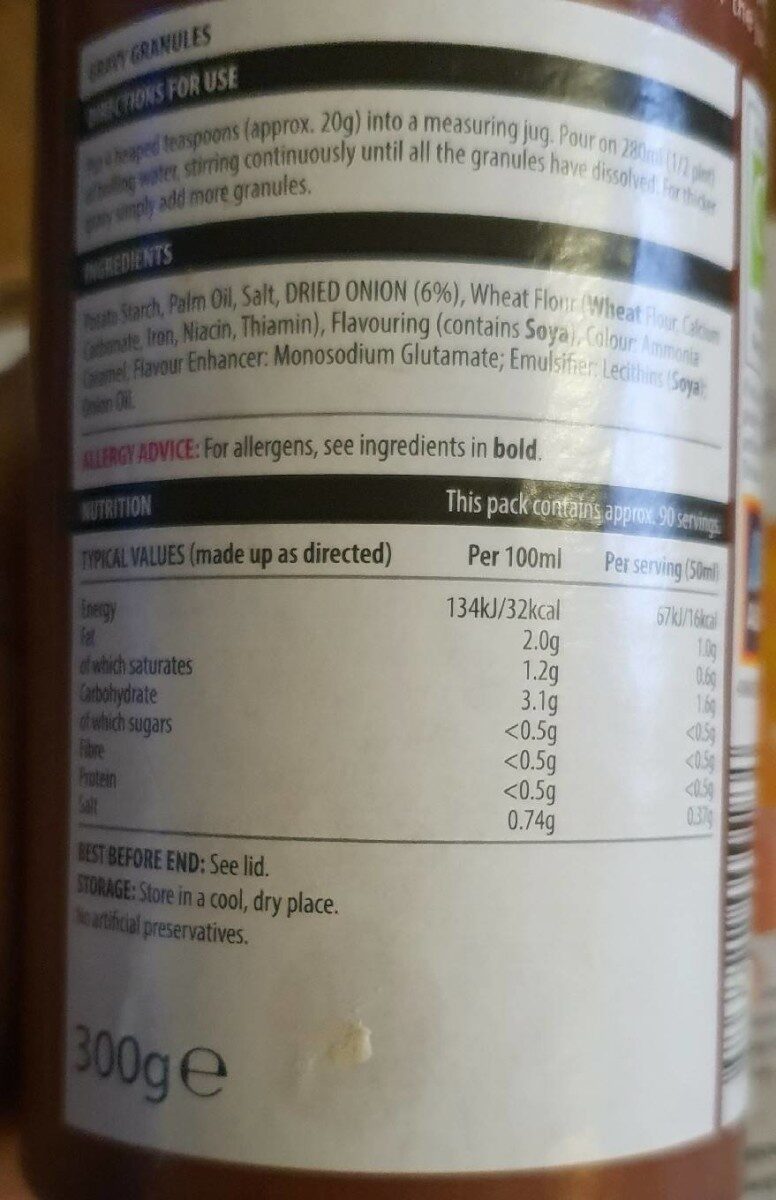 GRAVY GRANULES
DIRECTIONS FOR USE
heaped teaspoons (approx. 20g) into a measuring jug. Pour on 280ml (1/2 pint)
of boiling water, stirring continuously until all the granules have dissolved. For thicker
gravy simply add more granules.
INGREDIENTS
Potato Starch, Palm Oil, Salt, DRIED ONION (6%), Wheat Flour (Wheat Flour, Calcium
Carbonate, Iron, Niacin, Thiamin), Flavouring (contains Soya), Colour: Ammonia
Caramel, Flavour Enhancer: Monosodium Glutamate; Emulsifier: Lecithins (Soya);
Onion Oil.
ALLERGY ADVICE: For allergens, see ingredients in bold.
NUTRITION This pack contains approx. 90 servings.
TYPICAL VALUES (made up as directed) Per 100ml Per serving (50ml)
Energy 134kJ/32kcal 67kJ/16kcal
Fat 2.0g 1.0g
of which saturates 1.2g 0.6g
Carbohydrate 3.1g 1.6g
of which sugars <0.5g <0.5g
Fibre <0.5g <0.5g
Protein <0.5g <0.5g
Salt 0.74g 0.37g
BEST BEFORE END: See lid.
STORAGE: Store in a cool, dry place.
No artificial preservatives.
300g e